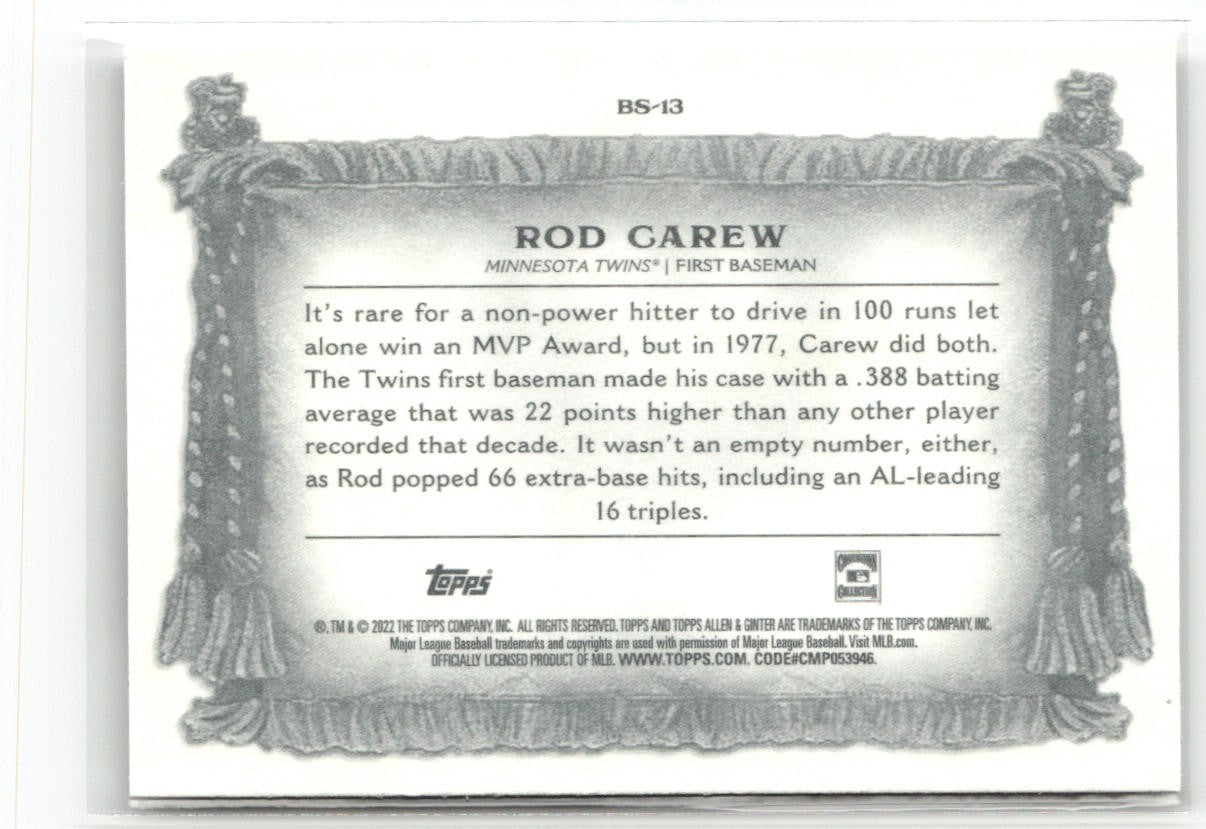 BS-13
ROD CAREW
MINNESOTA TWINS® | FIRST BASEMAN
It's rare for a non-power hitter to drive in 100 runs let
alone win an MVP Award, but in 1977, Carew did both.
The Twins first baseman made his case with a .388 batting
average that was 22 points higher than any other player
recorded that decade. It wasn't an empty number, either,
as Rod popped 66 extra-base hits, including an AL-leading
16 triples.
topps®
COOPERSTOWN
COLLECTION
®, TM & © 2022 THE TOPPS COMPANY, INC. ALL RIGHTS RESERVED. TOPPS AND TOPPS ALLEN & GINTER ARE TRADEMARKS OF THE TOPPS COMPANY, INC.
Major League Baseball trademarks and copyrights are used with permission of Major League Baseball. Visit MLB.com.
OFFICIALLY LICENSED PRODUCT OF MLB. WWW.TOPPS.COM. CODE#CMP053946.